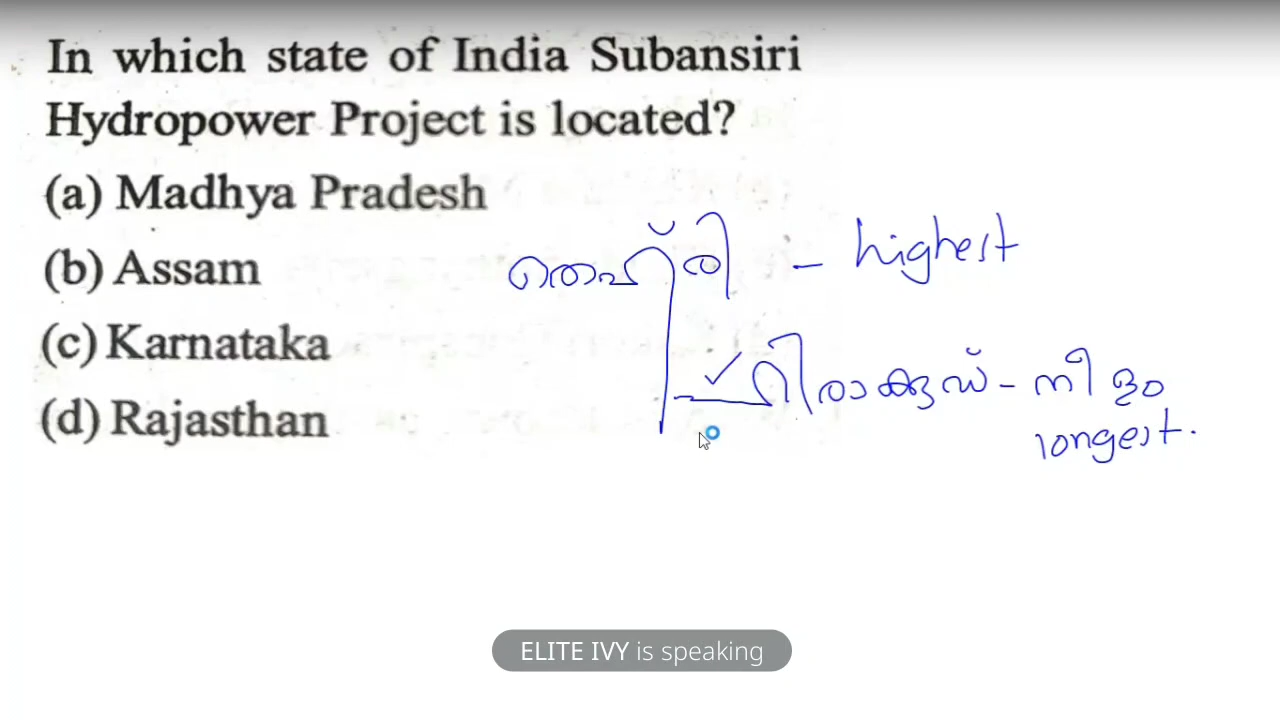 In which state of India Subansiri
Hydropower Project is located?
(a) Madhya Pradesh
(b) Assam
(c) Karnataka
(d) Rajasthan
തെഹ്രി - highest
ഹിരാക്കുഡ് - നീളം
longest.
ELITE IVY is speaking